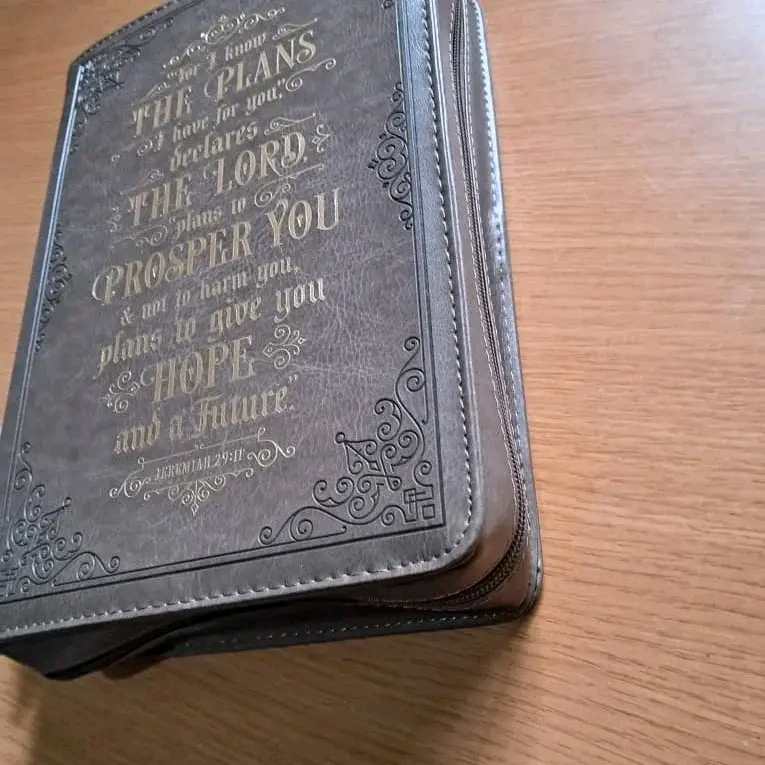 "for I know
THE PLANS
I have for you,"
declares
THE LORD,
"plans to
PROSPER YOU
& not to harm you,
plans to give you
HOPE
and a Future."
JEREMIAH 29:11